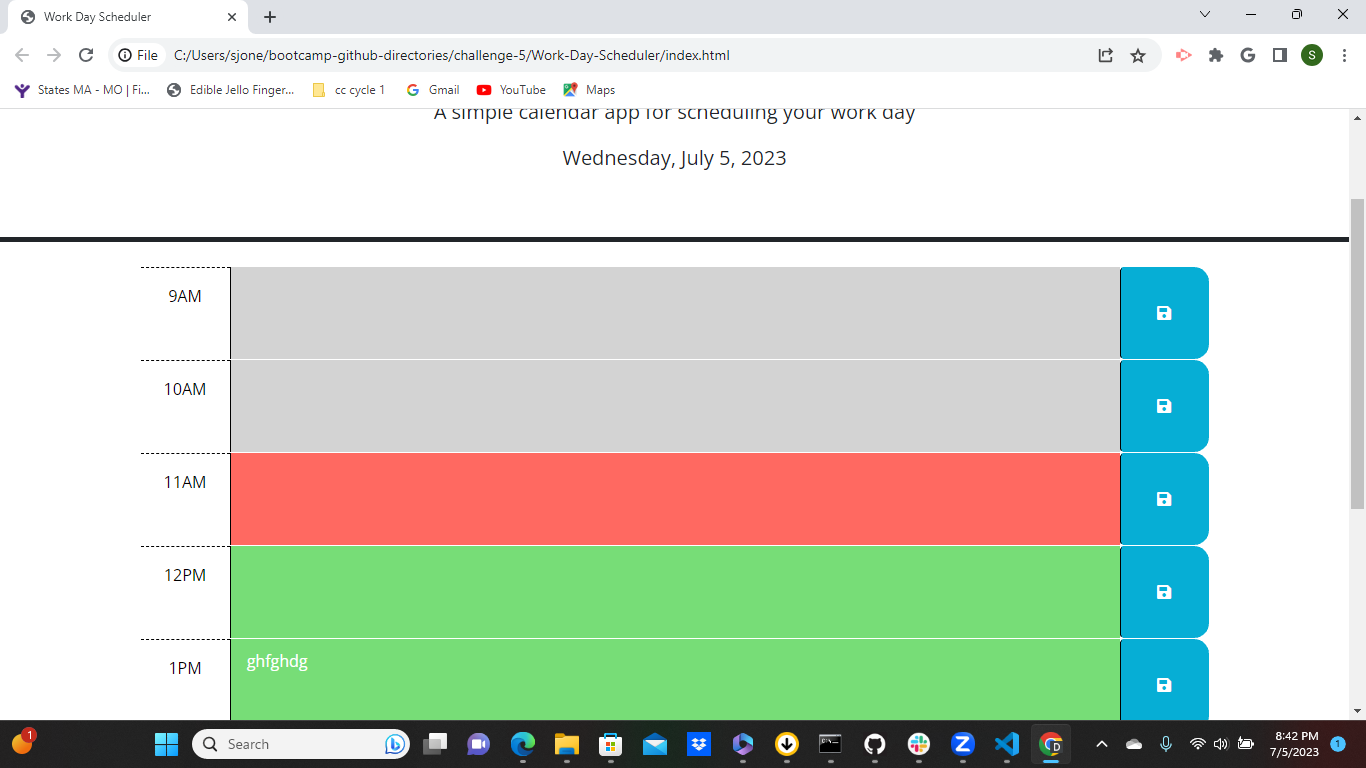 Work Day Scheduler
File C:/Users/sjone/bootcamp-github-directories/challenge-5/Work-Day-Scheduler/index.html
S
States MA - MO | Fi... Edible Jello Finger... cc cycle 1 Gmail YouTube Maps
A simple calendar app for scheduling your work day
Wednesday, July 5, 2023
9AM
10AM
11AM
12PM
1PM ghfghdg
1 Search 8:42 PM
7/5/2023 1